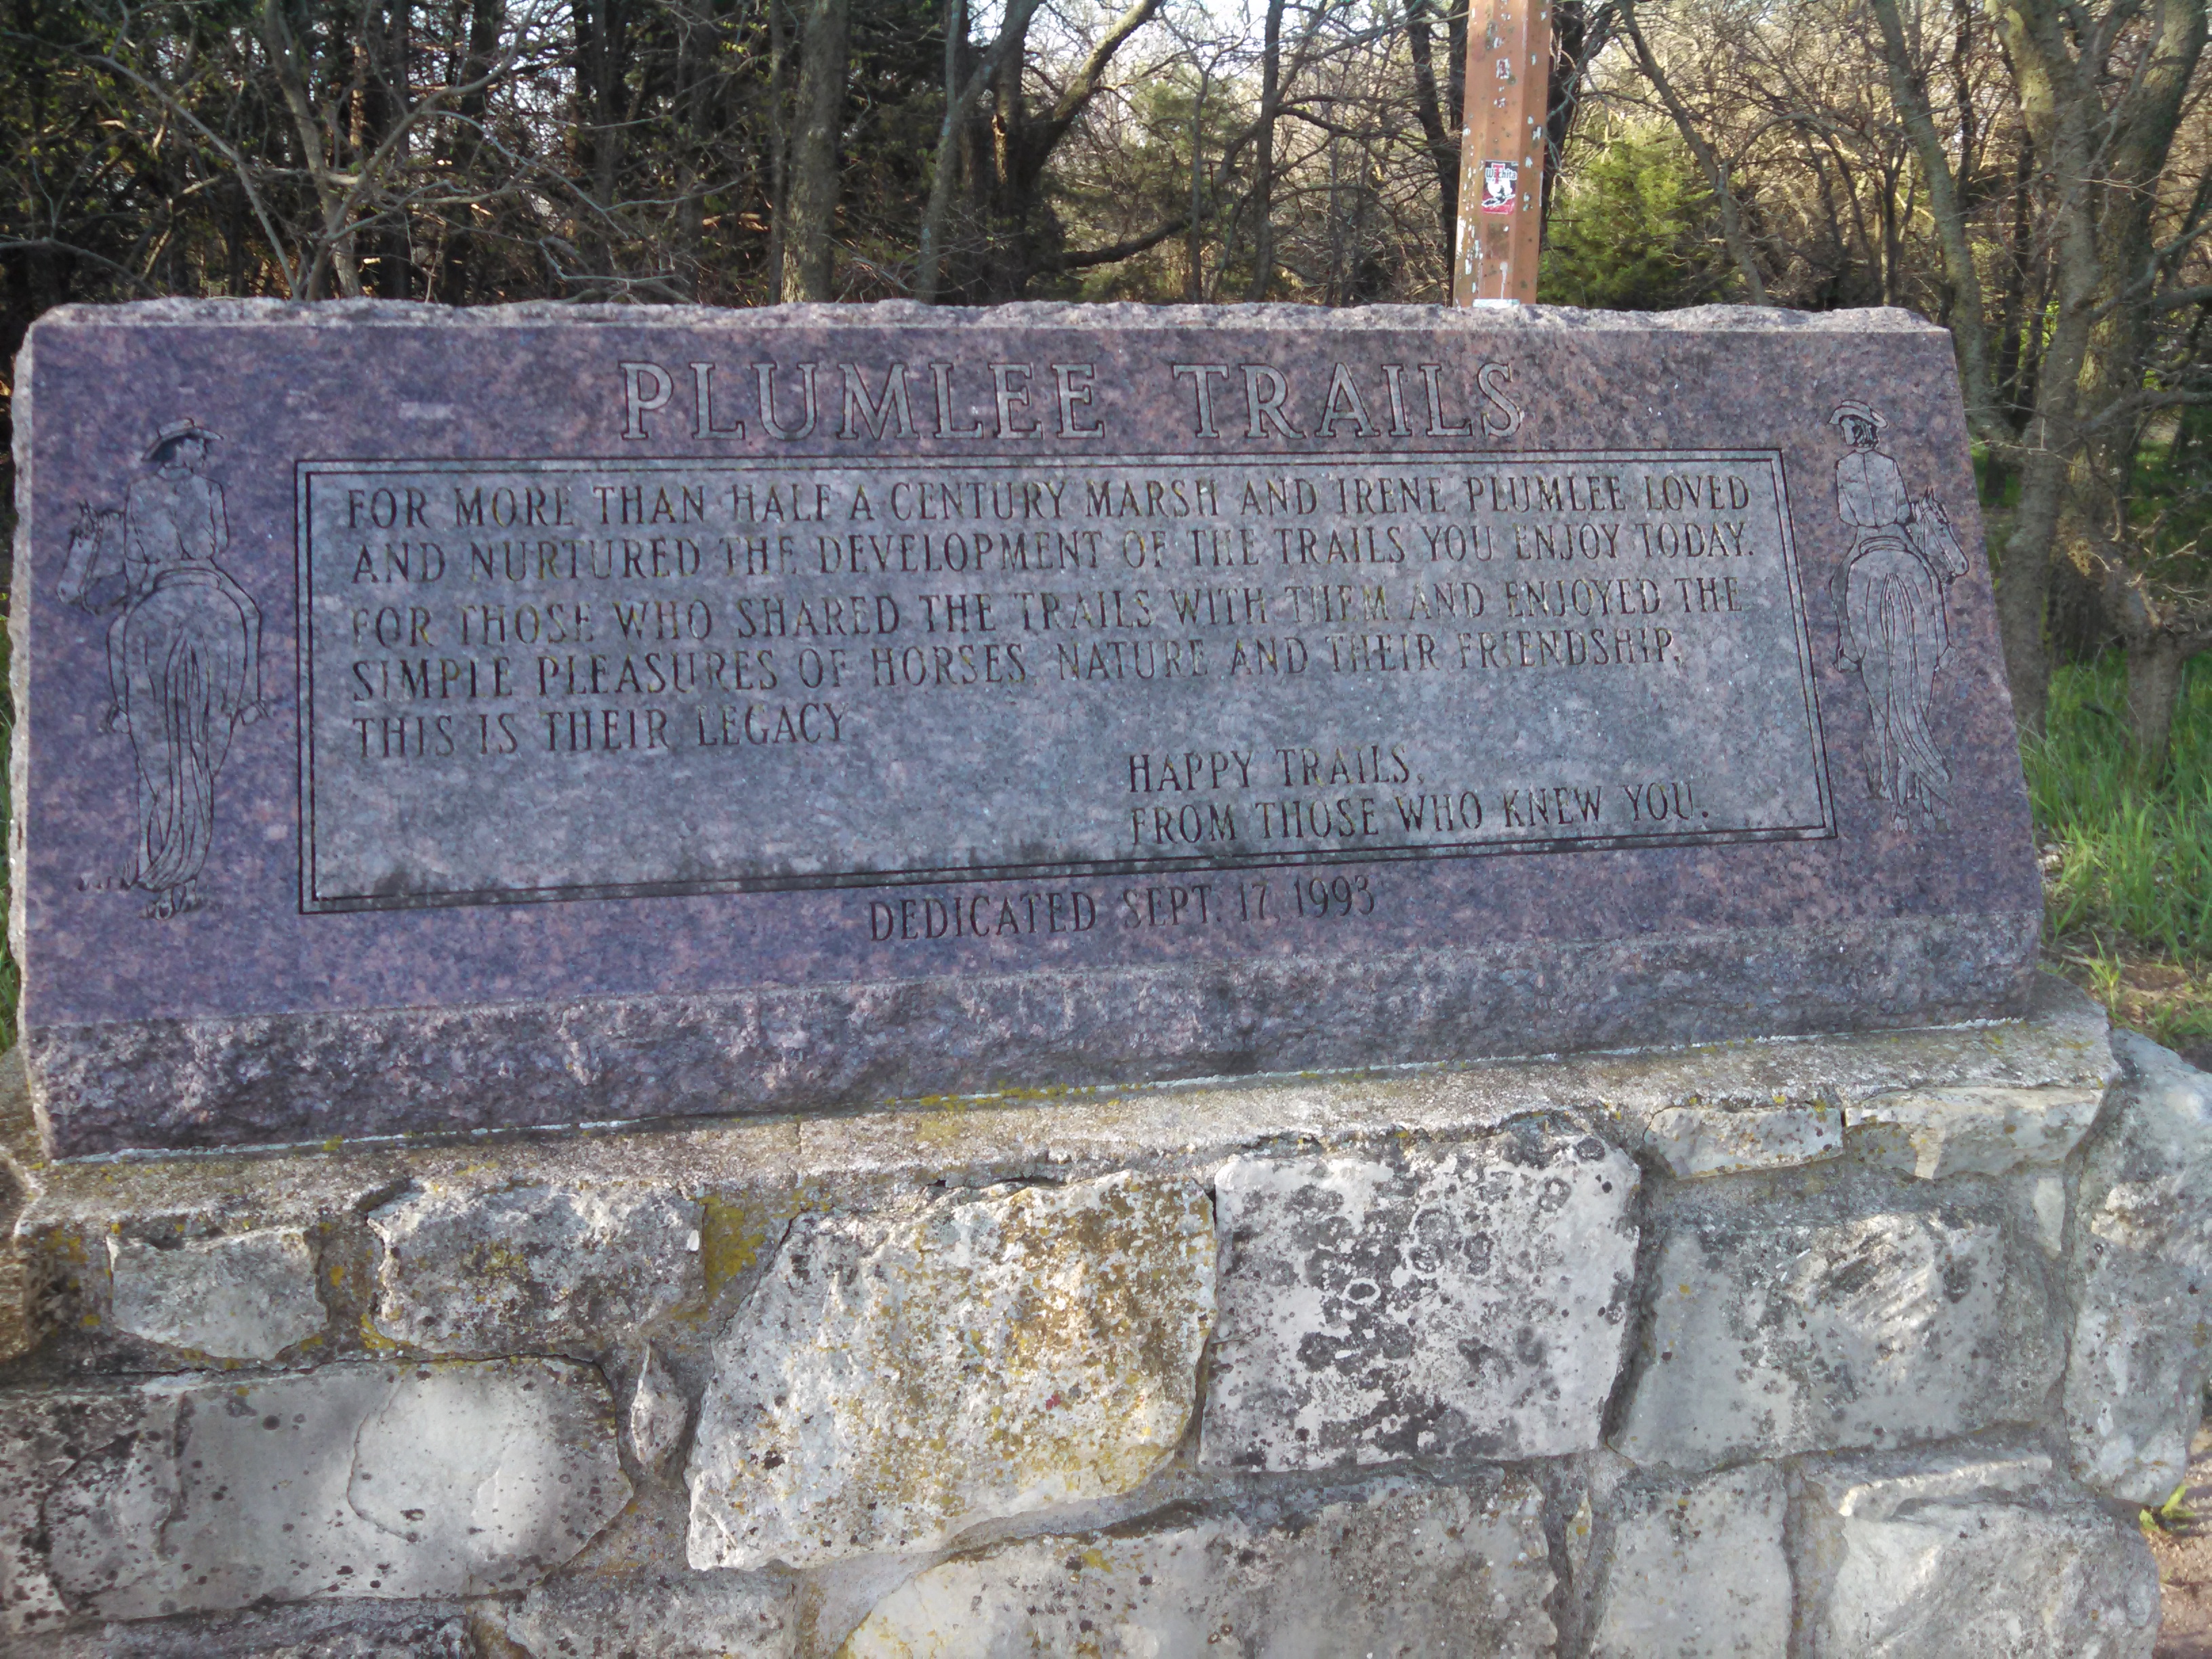 PLUMLEE TRAILS
FOR MORE THAN HALF A CENTURY MARSH AND IRENE PLUMLEE LOVED
AND NURTURED THE DEVELOPMENT OF THE TRAILS YOU ENJOY TODAY.
FOR THOSE WHO SHARED THE TRAILS WITH THEM AND ENJOYED THE
SIMPLE PLEASURES OF HORSES, NATURE AND THEIR FRIENDSHIP,
THIS IS THEIR LEGACY
HAPPY TRAILS,
FROM THOSE WHO KNEW YOU.
DEDICATED SEPT. 17, 1993
Wichita